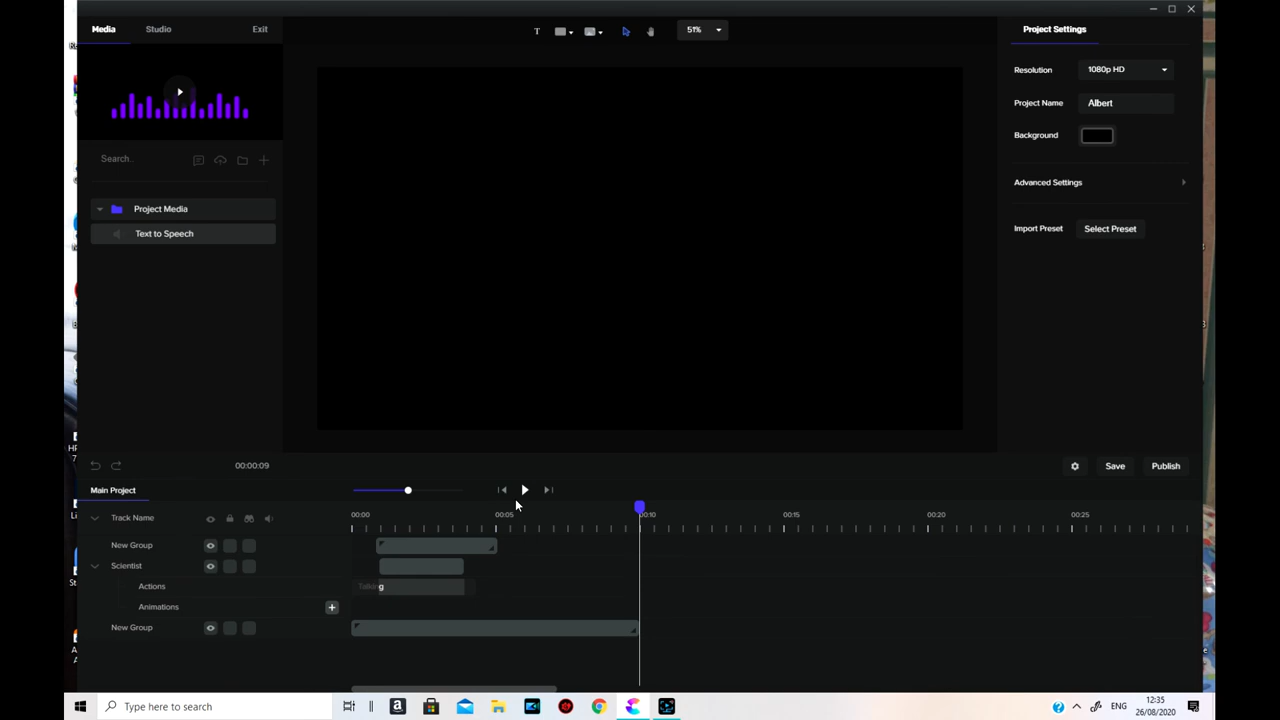 Media Studio Exit
T 51%
Project Settings
Resolution 1080p HD
Project Name Albert
Background
Advanced Settings
Import Preset Select Preset
Search..
Project Media
Text to Speech
00:00:09
Save Publish
Main Project
Track Name
00:00 00:05 00:10 00:15 00:20 00:25
New Group
Scientist
Actions Talking
Animations
New Group
HP
7
Type here to search
ENG
12:35
26/08/2020